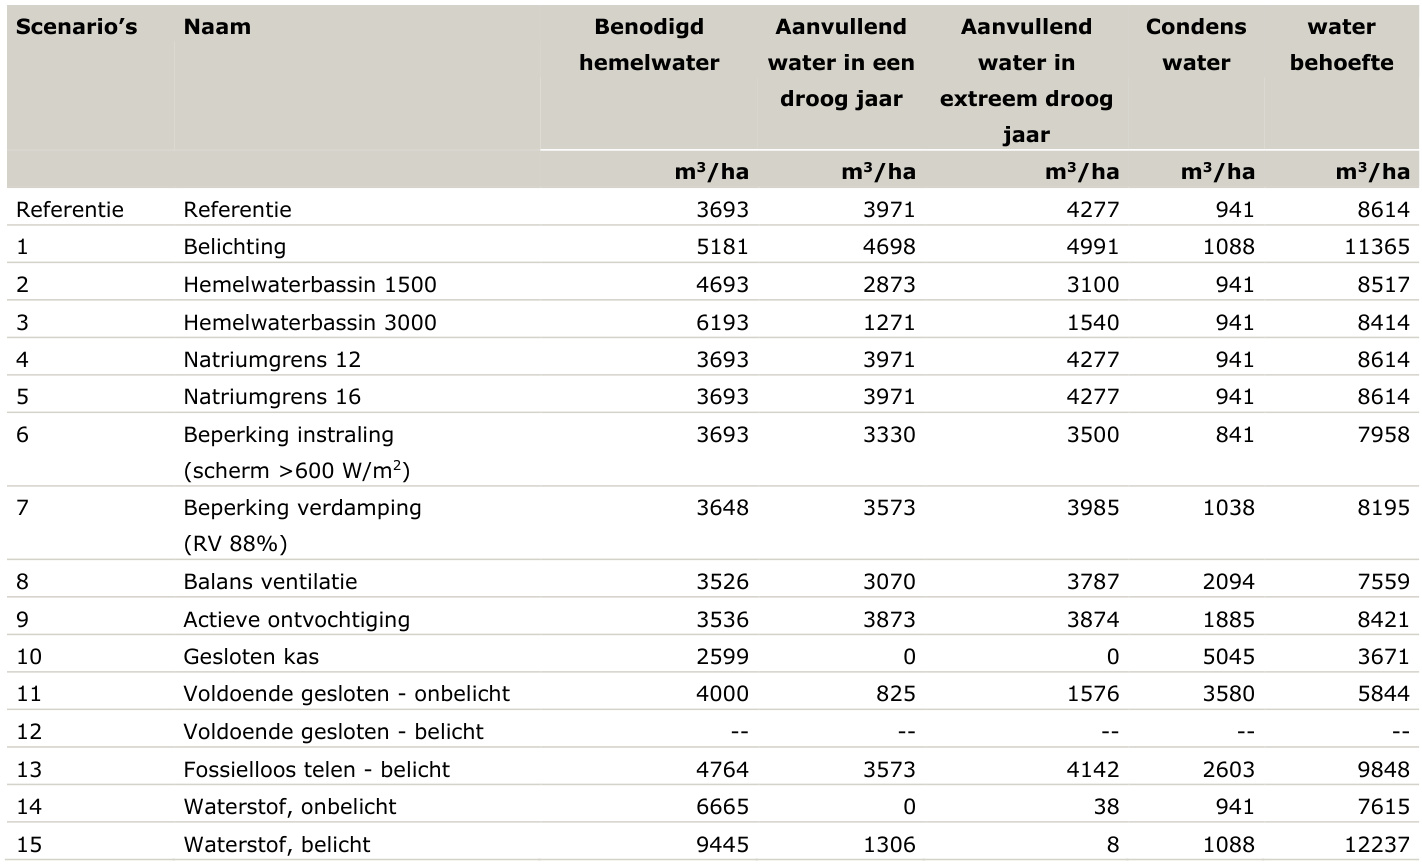 Scenario’s Naam Benodigd Aanvullend Aanvullend Condens water
hemelwater water in een water in water behoefte
droog jaar extreem droog
jaar
m³/ha m³/ha m³/ha m³/ha m³/ha
Referentie Referentie 3693 3971 4277 941 8614
1 Belichting 5181 4698 4991 1088 11365
2 Hemelwaterbassin 1500 4693 2873 3100 941 8517
3 Hemelwaterbassin 3000 6193 1271 1540 941 8414
4 Natriumgrens 12 3693 3971 4277 941 8614
5 Natriumgrens 16 3693 3971 4277 941 8614
6 Beperking instraling 3693 3330 3500 841 7958
(scherm >600 W/m²)
7 Beperking verdamping 3648 3573 3985 1038 8195
(RV 88%)
8 Balans ventilatie 3526 3070 3787 2094 7559
9 Actieve ontvochtiging 3536 3873 3874 1885 8421
10 Gesloten kas 2599 0 0 5045 3671
11 Voldoende gesloten - onbelicht 4000 825 1576 3580 5844
12 Voldoende gesloten - belicht -- -- -- -- --
13 Fossielloos telen - belicht 4764 3573 4142 2603 9848
14 Waterstof, onbelicht 6665 0 38 941 7615
15 Waterstof, belicht 9445 1306 8 1088 12237